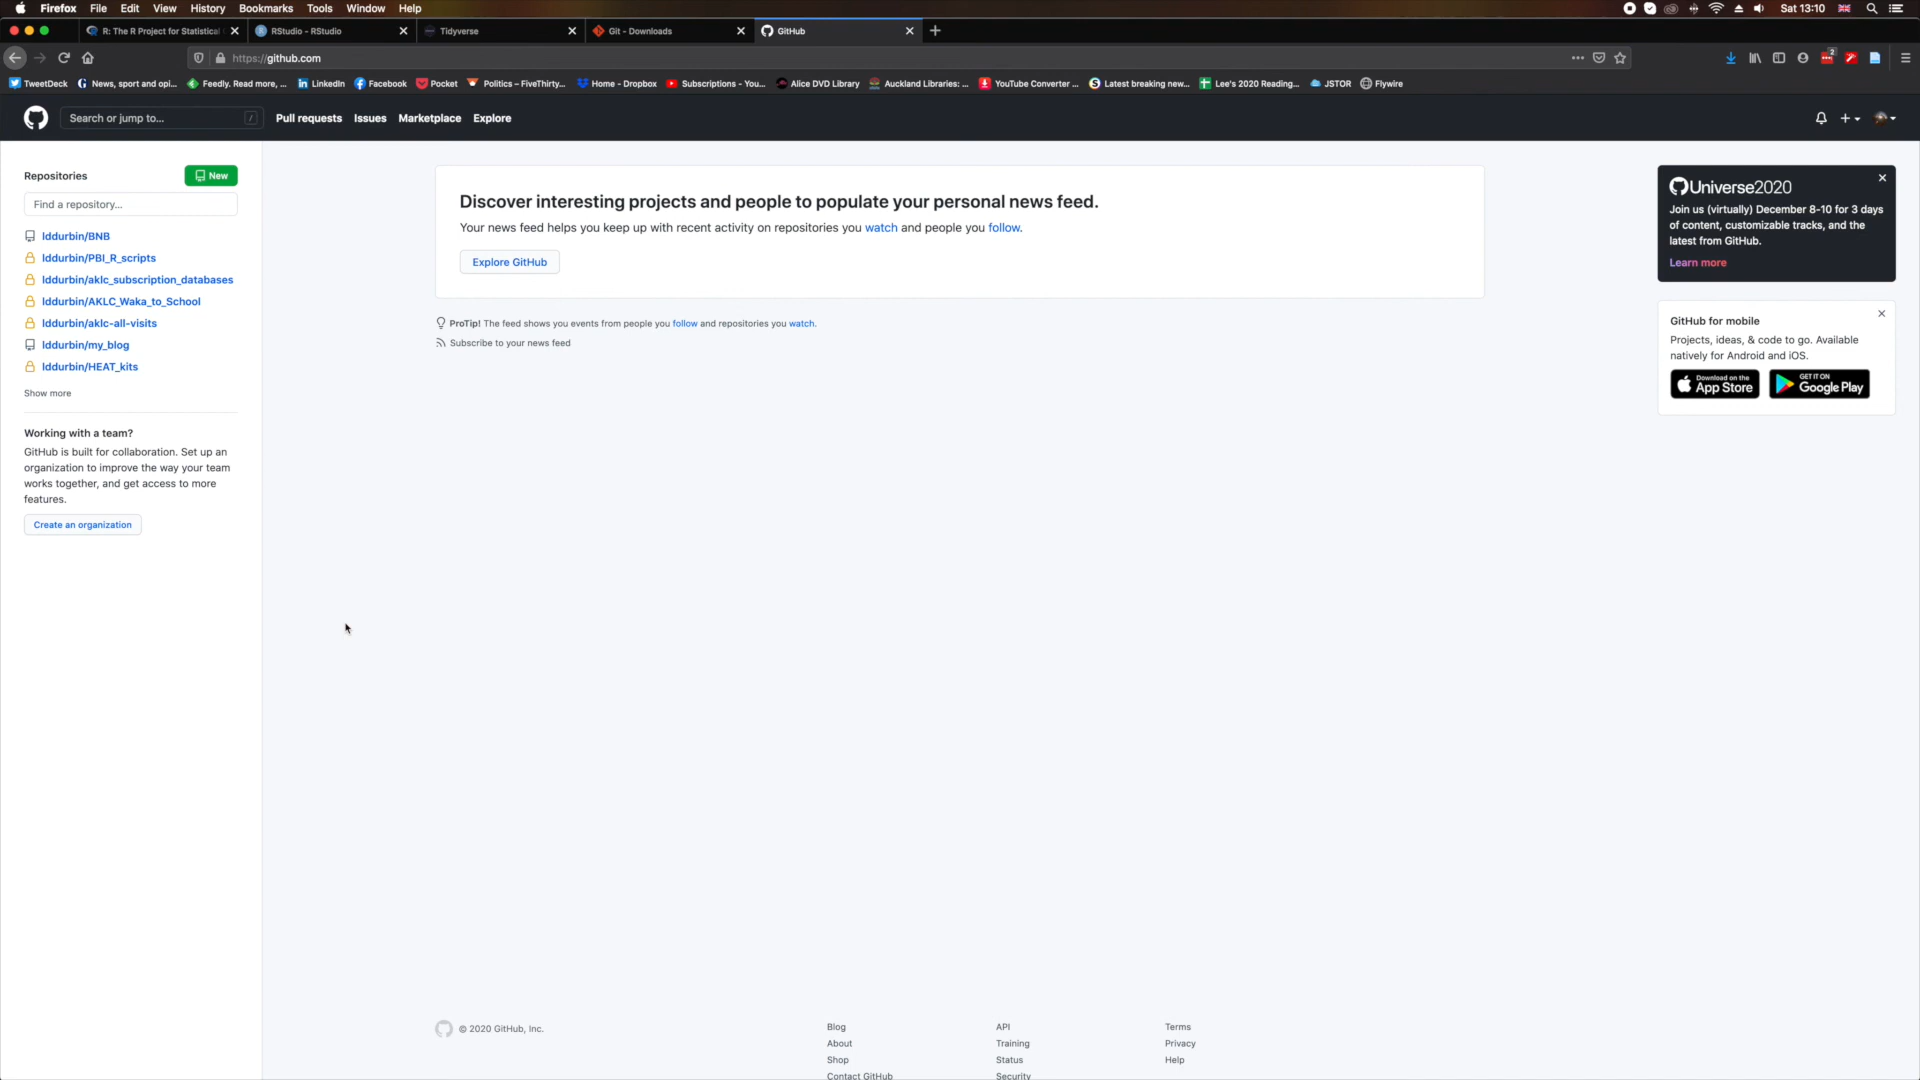 Firefox File Edit View History Bookmarks Tools Window Help
Sat 13:10
R: The R Project for Statistical
RStudio - RStudio
Tidyverse
Git - Downloads
GitHub
https://github.com
2
TweetDeck
News, sport and opi...
Feedly. Read more, ...
LinkedIn
Facebook
Pocket
Politics – FiveThirty...
Home - Dropbox
Subscriptions - You...
Alice DVD Library
Auckland Libraries: ...
YouTube Converter ...
Latest breaking new...
Lee's 2020 Reading...
JSTOR
Flywire
Search or jump to... /
Pull requests Issues Marketplace Explore
Repositories
New
Find a repository...
lddurbin/BNB
lddurbin/PBI_R_scripts
lddurbin/aklc_subscription_databases
lddurbin/AKLC_Waka_to_School
lddurbin/aklc-all-visits
lddurbin/my_blog
lddurbin/HEAT_kits
Show more
Working with a team?
GitHub is built for collaboration. Set up an
organization to improve the way your team
works together, and get access to more
features.
Create an organization
Discover interesting projects and people to populate your personal news feed.
Your news feed helps you keep up with recent activity on repositories you watch and people you follow.
Explore GitHub
ProTip! The feed shows you events from people you follow and repositories you watch.
Subscribe to your news feed
Universe2020
Join us (virtually) December 8-10 for 3 days
of content, customizable tracks, and the
latest from GitHub.
Learn more
GitHub for mobile
Projects, ideas, & code to go. Available
natively for Android and iOS.
Download on the
App Store
GET IT ON
Google Play
© 2020 GitHub, Inc.
Blog
About
Shop
Contact GitHub
API
Training
Status
Security
Terms
Privacy
Help